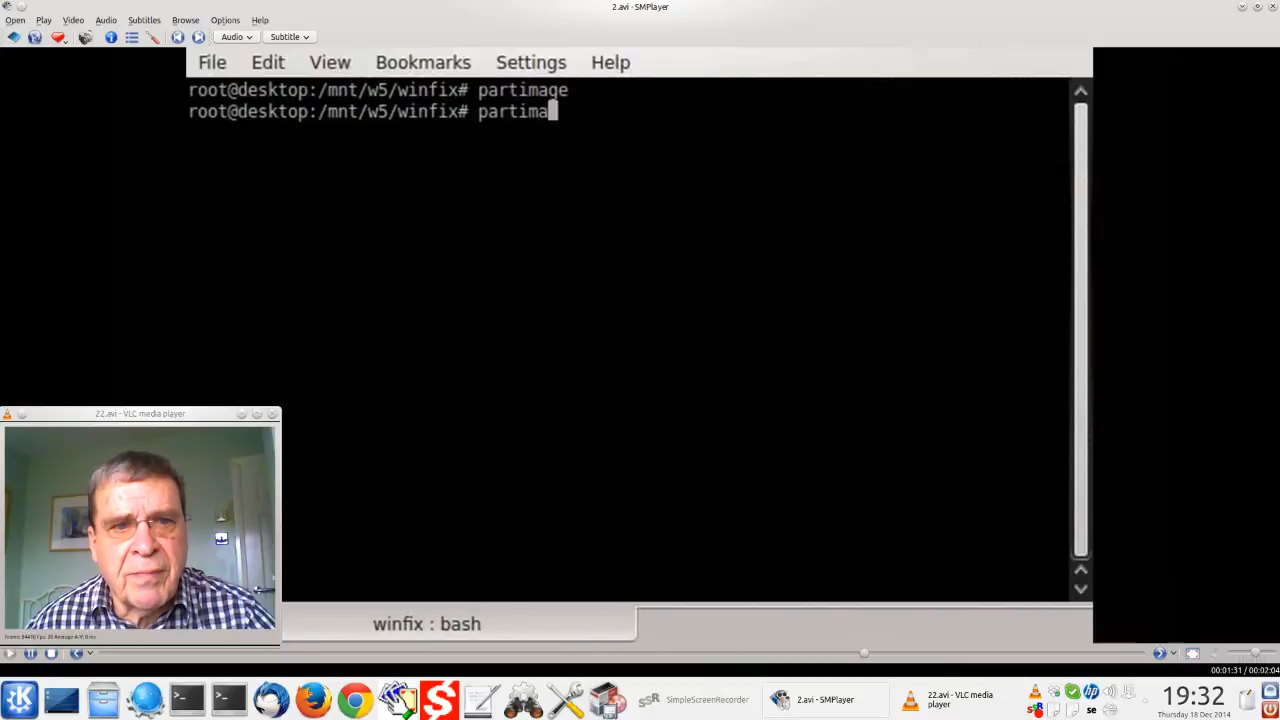 2.avi - SMPlayer
Open Play Video Audio Subtitles Browse Options Help
Audio Subtitle
File Edit View Bookmarks Settings Help
root@desktop:/mnt/w5/winfix# partimage
root@desktop:/mnt/w5/winfix# partima
22.avi - VLC media player
winfix : bash
00:01:31 / 00:02:04
SimpleScreenRecorder
2.avi - SMPlayer
22.avi - VLC media player
19:32
Thursday 18 Dec 2014